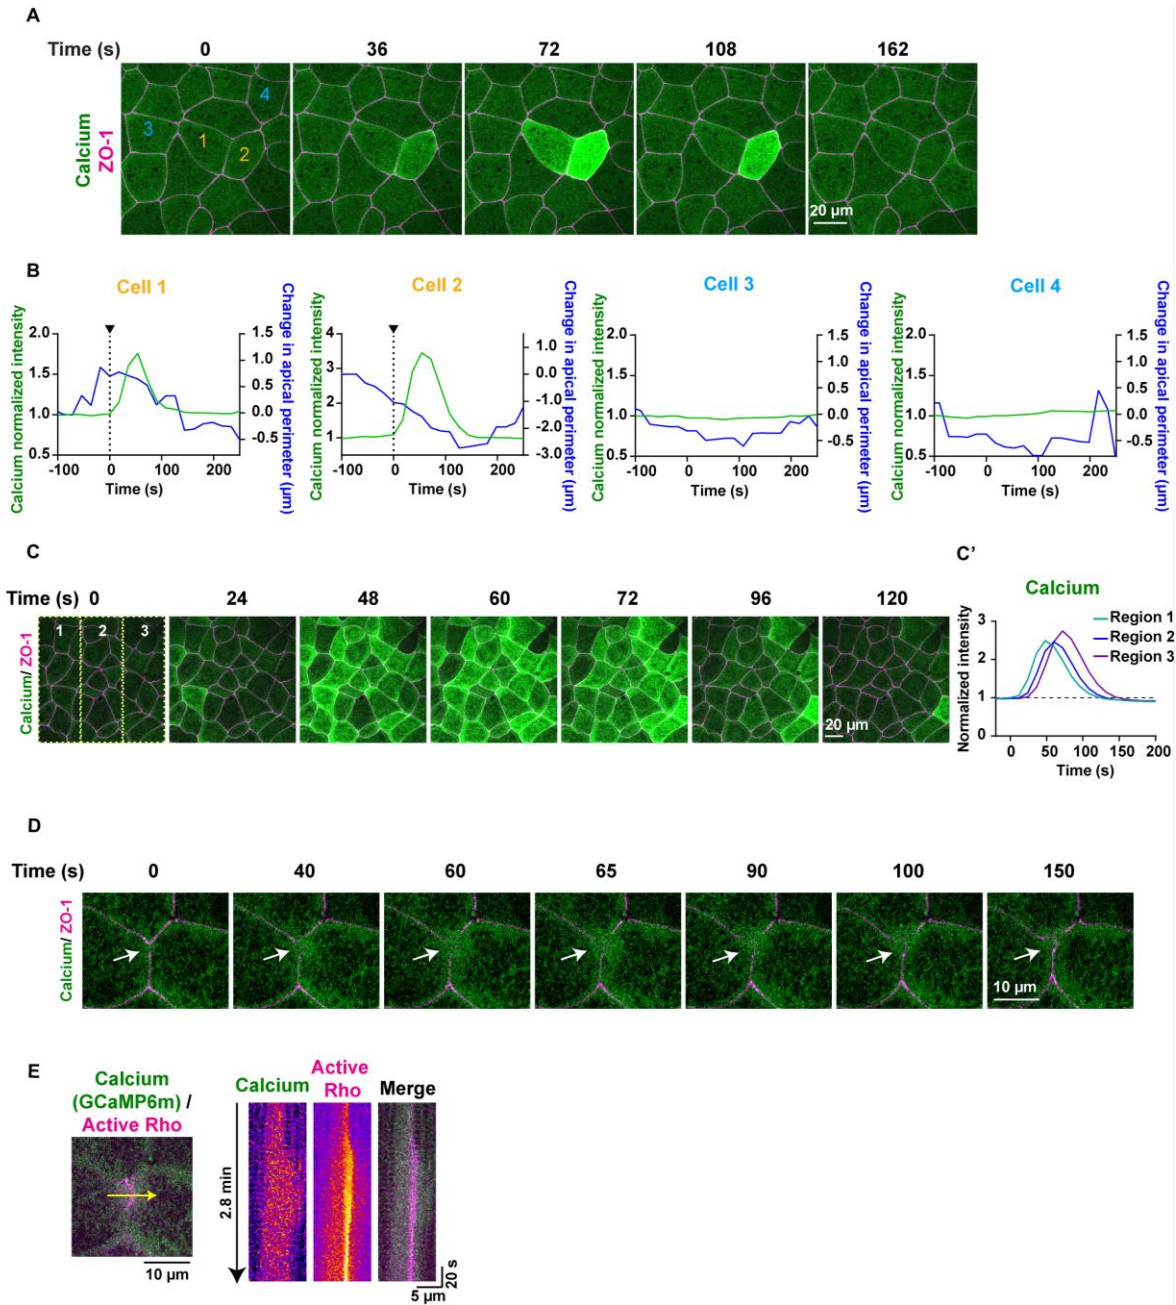 A
Time (s) 0 36 72 108 162
Calcium
ZO-1
1
2
3
4
20 µm
B
Cell 1
Calcium normalized intensity
2.0
1.5
1.0
0.5
-100 0 100 200
Time (s)
1.5
1.0
0.5
0.0
-0.5
Change in apical perimeter (µm)
Cell 2
Calcium normalized intensity
4
3
2
1
-100 0 100 200
Time (s)
1.0
0.0
-1.0
-2.0
-3.0
Change in apical perimeter (µm)
Cell 3
Calcium normalized intensity
2.0
1.5
1.0
0.5
-100 0 100 200
Time (s)
1.5
1.0
0.5
0.0
-0.5
Change in apical perimeter (µm)
Cell 4
Calcium normalized intensity
2.0
1.5
1.0
0.5
-100 0 100 200
Time (s)
1.5
1.0
0.5
0.0
-0.5
Change in apical perimeter (µm)
C
Time (s) 0 24 48 60 72 96 120
Calcium/ ZO-1
1 2 3
20 µm
C'
Calcium
Normalized intensity
3
2
1
0
0 50 100 150 200
Time (s)
Region 1
Region 2
Region 3
D
Time (s) 0 40 60 65 90 100 150
Calcium/ ZO-1
10 µm
E
Calcium
(GCaMP6m) /
Active Rho
10 µm
2.8 min
Calcium
Active
Rho
Merge
20 s
5 µm